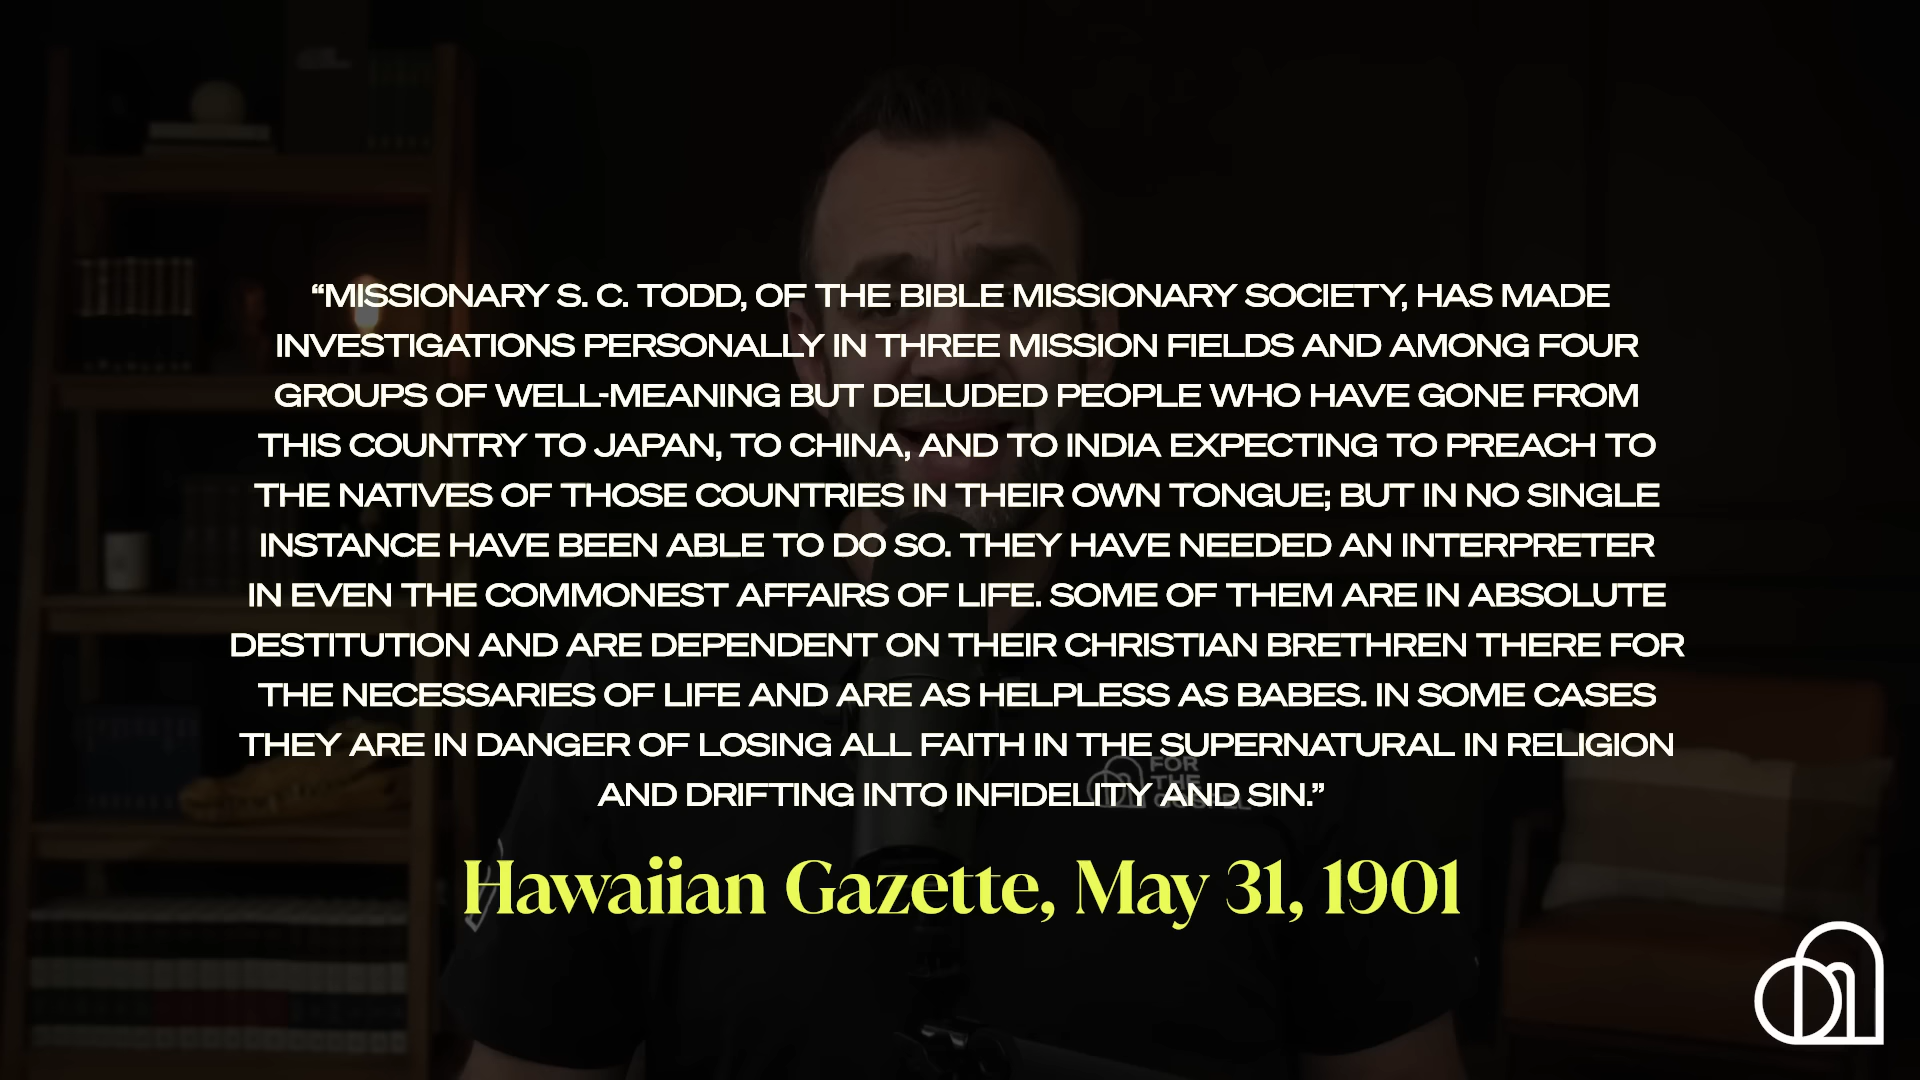 “MISSIONARY S. C. TODD, OF THE BIBLE MISSIONARY SOCIETY, HAS MADE
INVESTIGATIONS PERSONALLY IN THREE MISSION FIELDS AND AMONG FOUR
GROUPS OF WELL-MEANING BUT DELUDED PEOPLE WHO HAVE GONE FROM
THIS COUNTRY TO JAPAN, TO CHINA, AND TO INDIA EXPECTING TO PREACH TO
THE NATIVES OF THOSE COUNTRIES IN THEIR OWN TONGUE; BUT IN NO SINGLE
INSTANCE HAVE BEEN ABLE TO DO SO. THEY HAVE NEEDED AN INTERPRETER
IN EVEN THE COMMONEST AFFAIRS OF LIFE. SOME OF THEM ARE IN ABSOLUTE
DESTITUTION AND ARE DEPENDENT ON THEIR CHRISTIAN BRETHREN THERE FOR
THE NECESSARIES OF LIFE AND ARE AS HELPLESS AS BABES. IN SOME CASES
THEY ARE IN DANGER OF LOSING ALL FAITH IN THE SUPERNATURAL IN RELIGION
AND DRIFTING INTO INFIDELITY AND SIN.”
FOR
THE
GOSPEL
Hawaiian Gazette, May 31, 1901